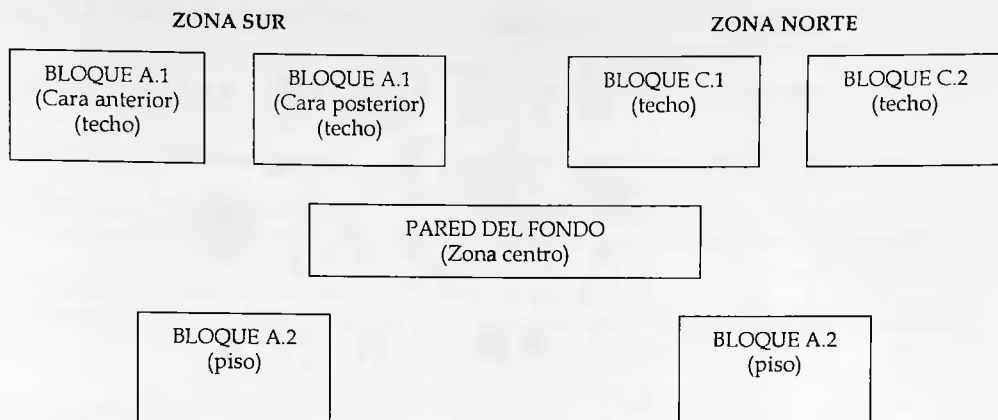 ZONA SUR
ZONA NORTE
BLOQUE A.1
(Cara anterior)
(techo)
BLOQUE A.1
(Cara posterior)
(techo)
BLOQUE C.1
(techo)
BLOQUE C.2
(techo)
PARED DEL FONDO
(Zona centro)
BLOQUE A.2
(piso)
BLOQUE A.2
(piso)